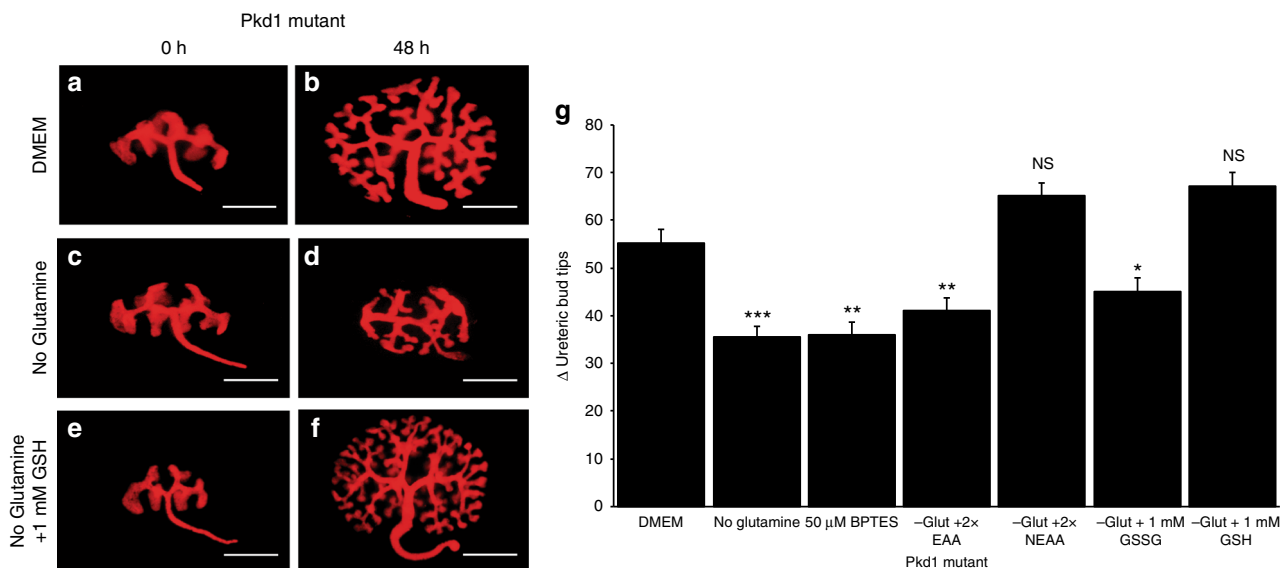 Pkd1 mutant
0 h
48 h
DMEM
a
b
No Glutamine
c
d
No Glutamine
+1 mM GSH
e
f
g
Δ Ureteric bud tips
80
70
60
50
40
30
20
10
0
***
**
**
NS
*
NS
DMEM
No glutamine
50 μM BPTES
–Glut +2×
EAA
–Glut +2×
NEAA
–Glut + 1 mM
GSSG
–Glut + 1 mM
GSH
Pkd1 mutant